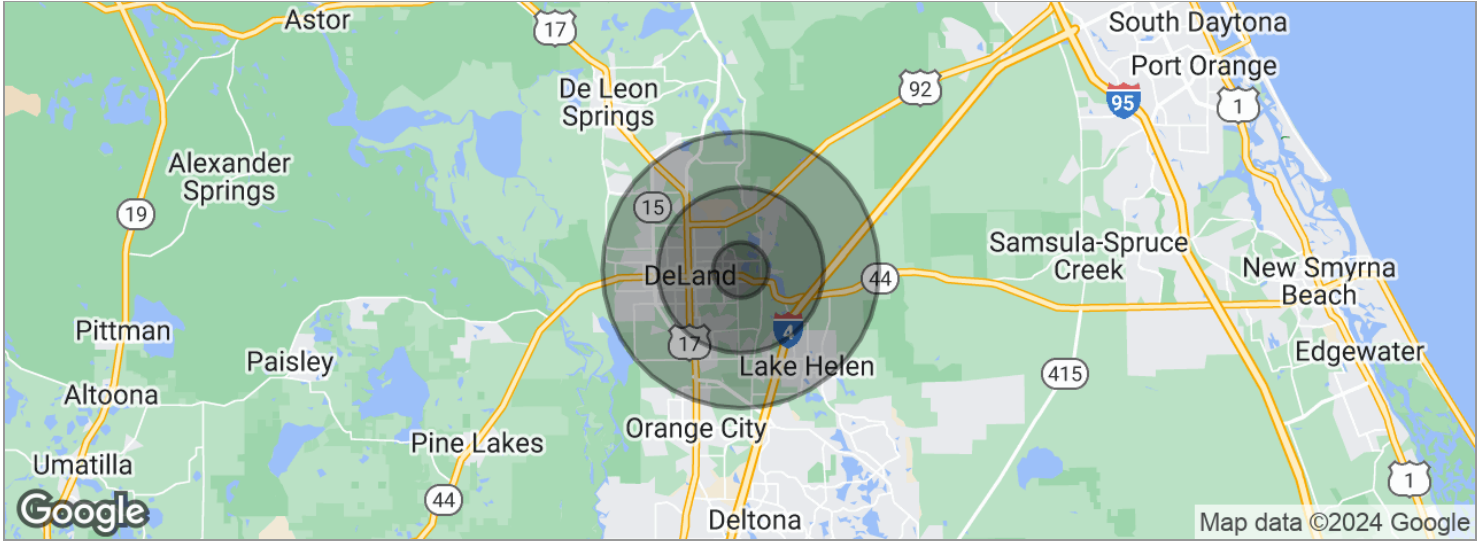 Astor
17
South Daytona
Port Orange
De Leon
Springs
92
95
1
Alexander
Springs
19
15
Samsula-Spruce
Creek
DeLand
44
New Smyrna
Beach
Pittman
17
4
Paisley
Lake Helen
Edgewater
415
Altoona
Orange City
Pine Lakes
Umatilla
44
1
Google
Deltona
Map data ©2024 Google